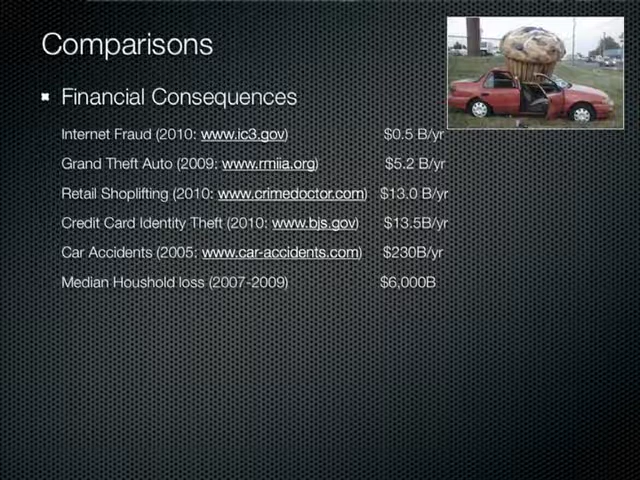 Comparisons
Financial Consequences
Internet Fraud (2010: www.ic3.gov) $0.5 B/yr
Grand Theft Auto (2009: www.rmiia.org) $5.2 B/yr
Retail Shoplifting (2010: www.crimedoctor.com) $13.0 B/yr
Credit Card Identity Theft (2010: www.bjs.gov) $13.5B/yr
Car Accidents (2005: www.car-accidents.com) $230B/yr
Median Houshold loss (2007-2009) $6,000B